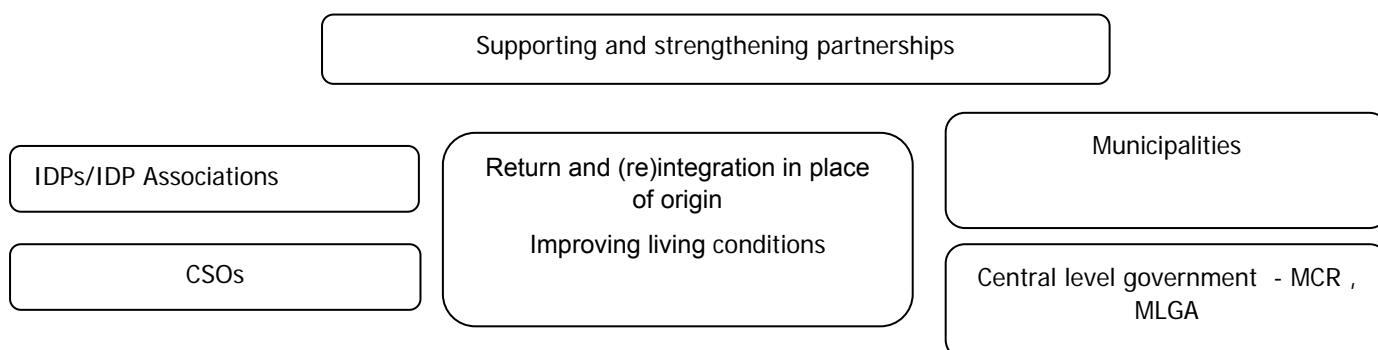 Supporting and strengthening partnerships
IDPs/IDP Associations
CSOs
Return and (re)integration in place
of origin
Improving living conditions
Municipalities
Central level government  - MCR ,
MLGA